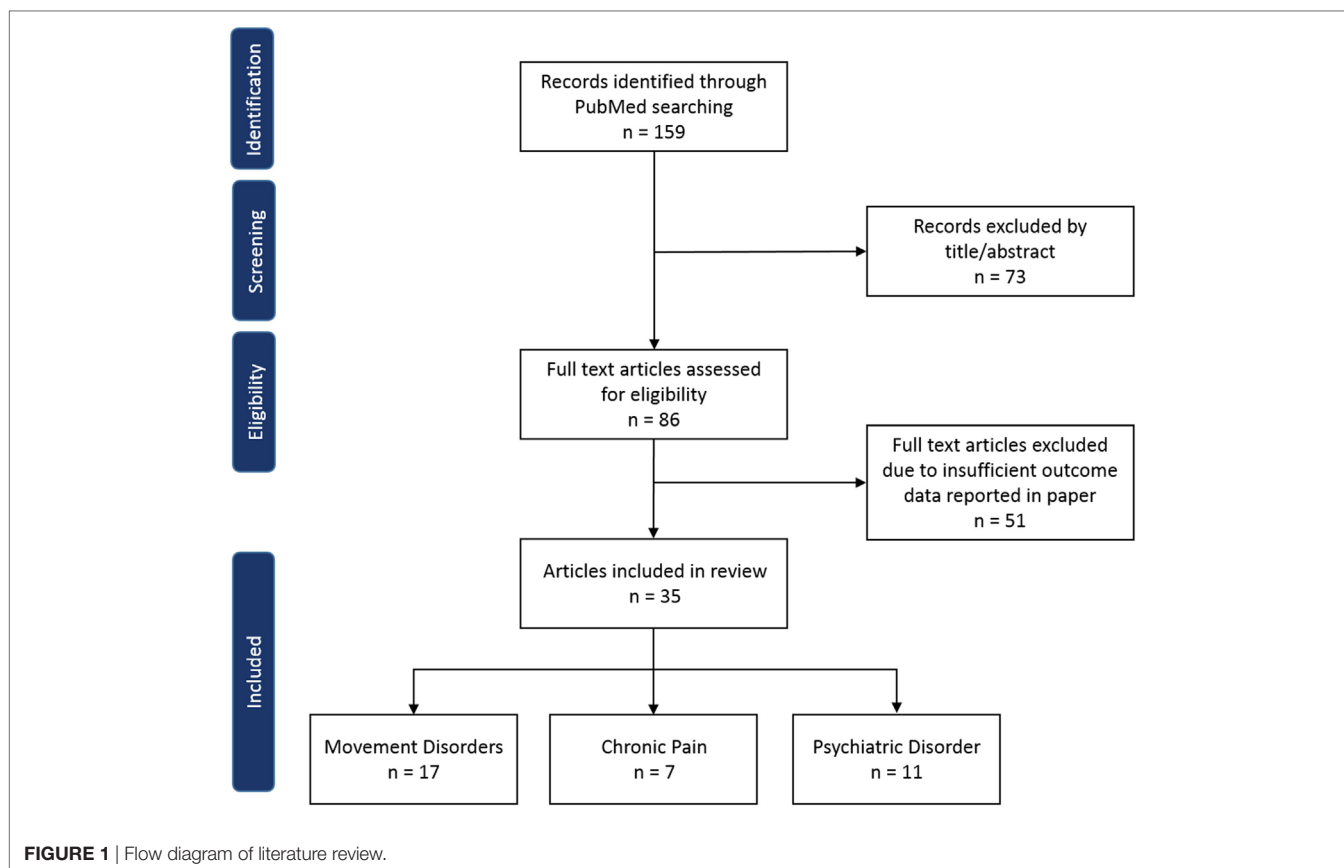 Identification
Records identified through
PubMed searching
n = 159
Screening
Records excluded by
title/abstract
n = 73
Eligibility
Full text articles assessed
for eligibility
n = 86
Full text articles excluded
due to insufficient outcome
data reported in paper
n = 51
Included
Articles included in review
n = 35
Movement Disorders
n = 17
Chronic Pain
n = 7
Psychiatric Disorder
n = 11
FIGURE 1 | Flow diagram of literature review.